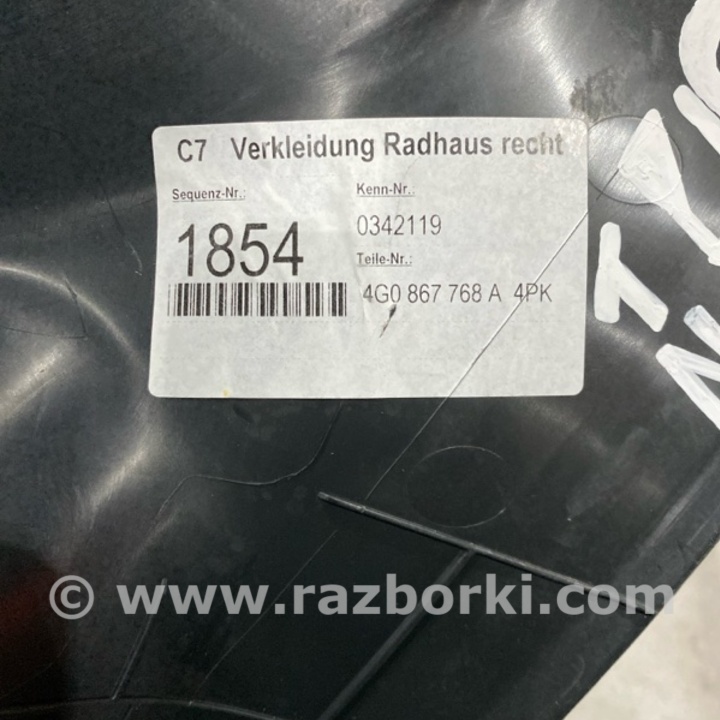 C7 Verkleidung Radhaus recht
Sequenz-Nr.:
1854
Kenn-Nr.:
0342119
Teile-Nr.:
4G0 867 768 A 4PK
© www.razborki.com